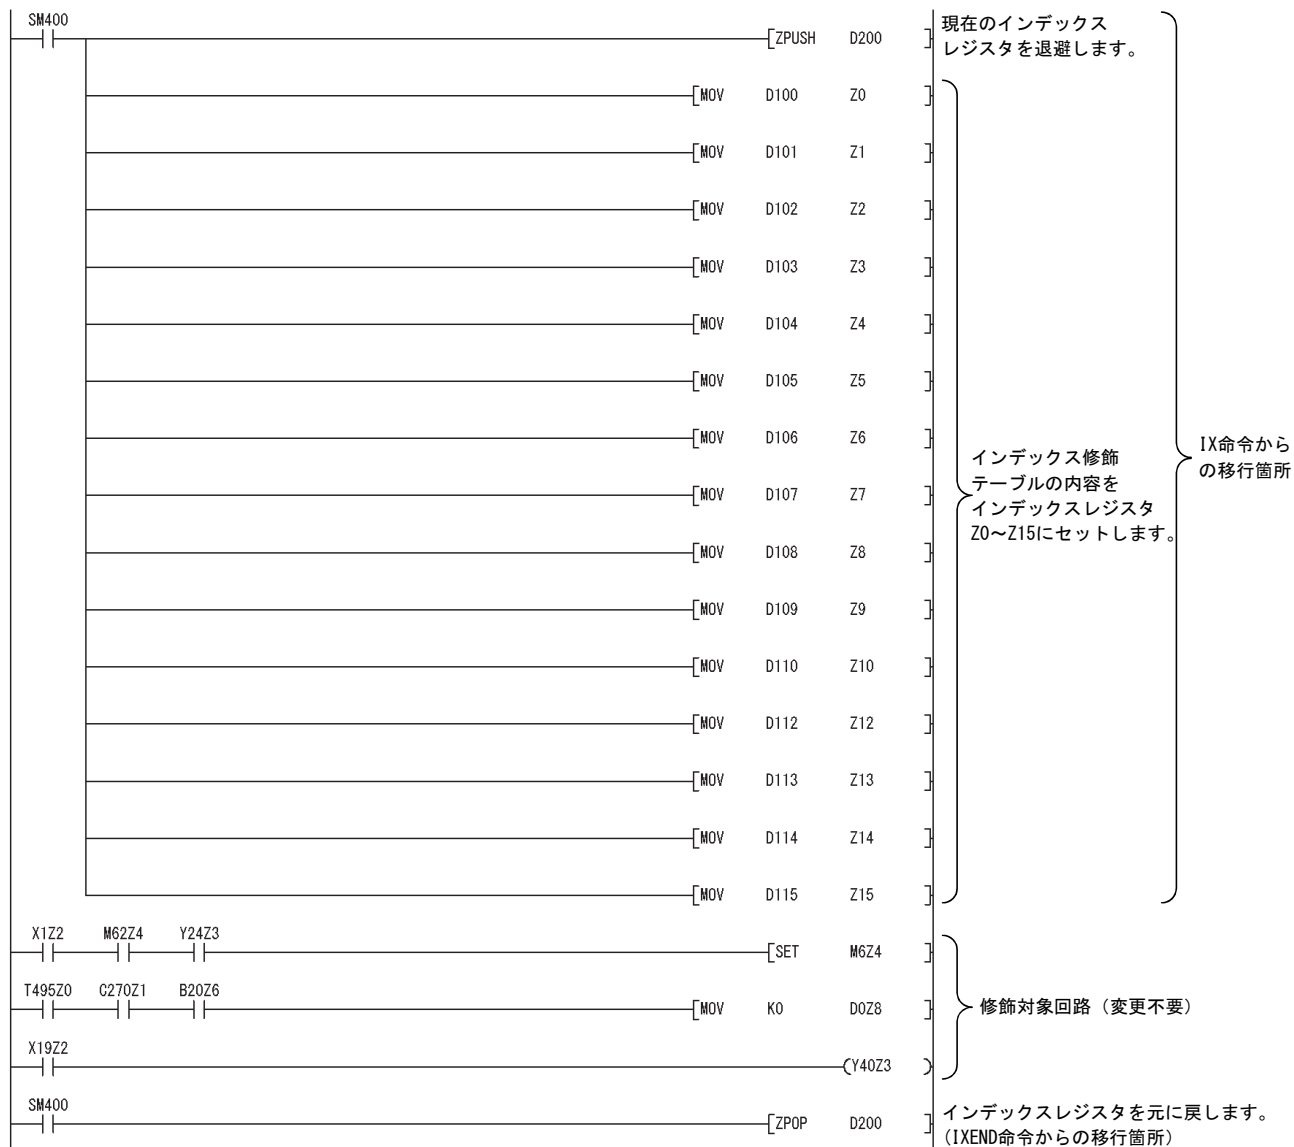 SM400
[ZPUSH D200 ]
現在のインデックス
レジスタを退避します。
[MOV D100 Z0 ]
[MOV D101 Z1 ]
[MOV D102 Z2 ]
[MOV D103 Z3 ]
[MOV D104 Z4 ]
[MOV D105 Z5 ]
[MOV D106 Z6 ]
[MOV D107 Z7 ]
[MOV D108 Z8 ]
[MOV D109 Z9 ]
[MOV D110 Z10 ]
[MOV D112 Z12 ]
[MOV D113 Z13 ]
[MOV D114 Z14 ]
[MOV D115 Z15 ]
インデックス修飾
テーブルの内容を
インデックスレジスタ
Z0～Z15にセットします。
IX命令から
の移行箇所
X1Z2 M62Z4 Y24Z3
[SET M6Z4 ]
T495Z0 C270Z1 B20Z6
[MOV K0 D0Z8 ]
X19Z2
(Y40Z3 )
修飾対象回路（変更不要）
SM400
[ZPOP D200 ]
インデックスレジスタを元に戻します。
（IXEND命令からの移行箇所）